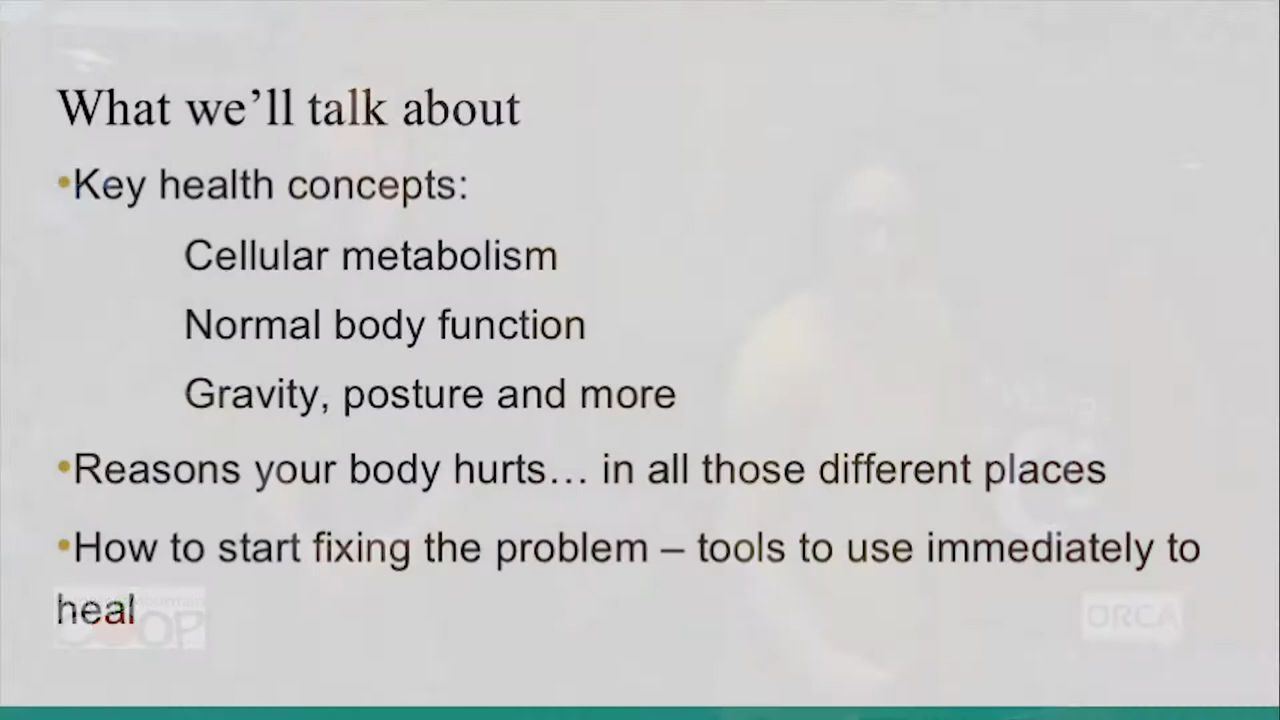 What we’ll talk about
•Key health concepts:
Cellular metabolism
Normal body function
Gravity, posture and more
•Reasons your body hurts… in all those different places
•How to start fixing the problem – tools to use immediately to
heal
ORCA